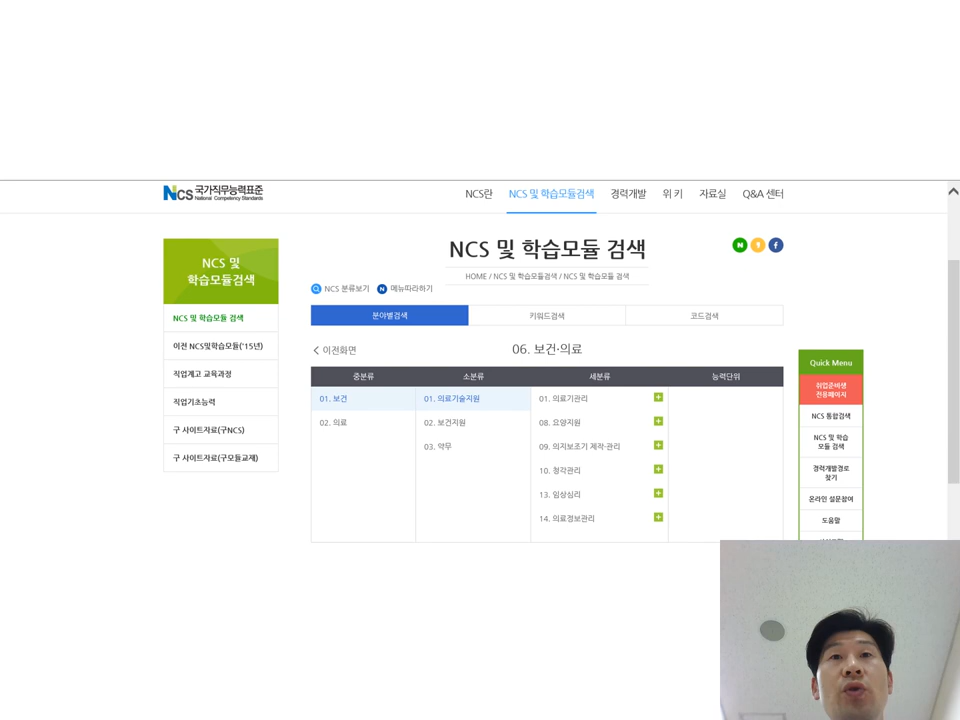 NCS 국가직무능력표준
National Competency Standards
NCS란 NCS 및 학습모듈검색 경력개발 위 키 자료실 Q&A 센터
NCS 및
학습모듈검색
NCS 및 학습모듈 검색
이전 NCS및학습모듈('15년)
직업계고 교육과정
직업기초능력
구 사이트자료(구NCS)
구 사이트자료(구모듈교재)
NCS 및 학습모듈 검색
HOME / NCS 및 학습모듈검색 / NCS 및 학습모듈 검색
NCS 분류보기 N 메뉴따라하기
분야별검색 키워드검색 코드검색
이전화면 06. 보건·의료
중분류 소분류 세분류 능력단위
01. 보건 01. 의료기술지원 01. 의료기관리
02. 의료 02. 보건지원 08. 요양지원
03. 약무 09. 의지보조기 제작·관리
10. 청각관리
13. 임상심리
14. 의료정보관리
Quick Menu
취업준비생
전용페이지
NCS 통합검색
NCS 및 학습
모듈 검색
경력개발경로
찾기
온라인 설문참여
도움말